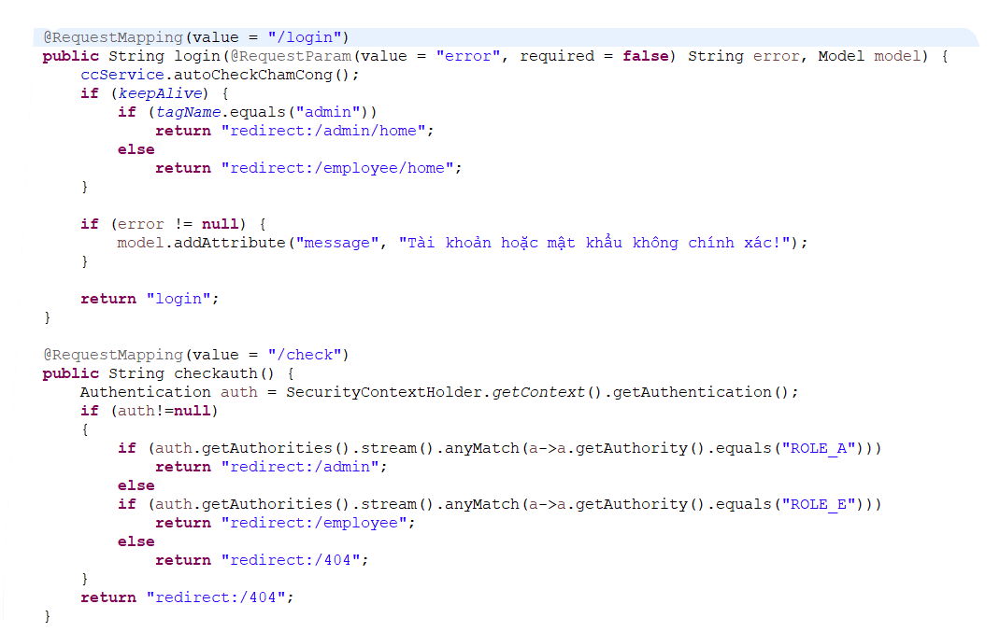 @RequestMapping(value = "/login")
public String login(@RequestParam(value = "error", required = false) String error, Model model) {
    ccService.autoCheckChamCong();
    if (keepAlive) {
        if (tagName.equals("admin"))
            return "redirect:/admin/home";
        else
            return "redirect:/employee/home";
    }

    if (error != null) {
        model.addAttribute("message", "Tài khoản hoặc mật khẩu không chính xác!");
    }

    return "login";
}

@RequestMapping(value = "/check")
public String checkauth() {
    Authentication auth = SecurityContextHolder.getContext().getAuthentication();
    if (auth!=null)
    {
        if (auth.getAuthorities().stream().anyMatch(a->a.getAuthority().equals("ROLE_A")))
            return "redirect:/admin";
        else
        if (auth.getAuthorities().stream().anyMatch(a->a.getAuthority().equals("ROLE_E")))
            return "redirect:/employee";
        else
            return "redirect:/404";
    }
    return "redirect:/404";
}